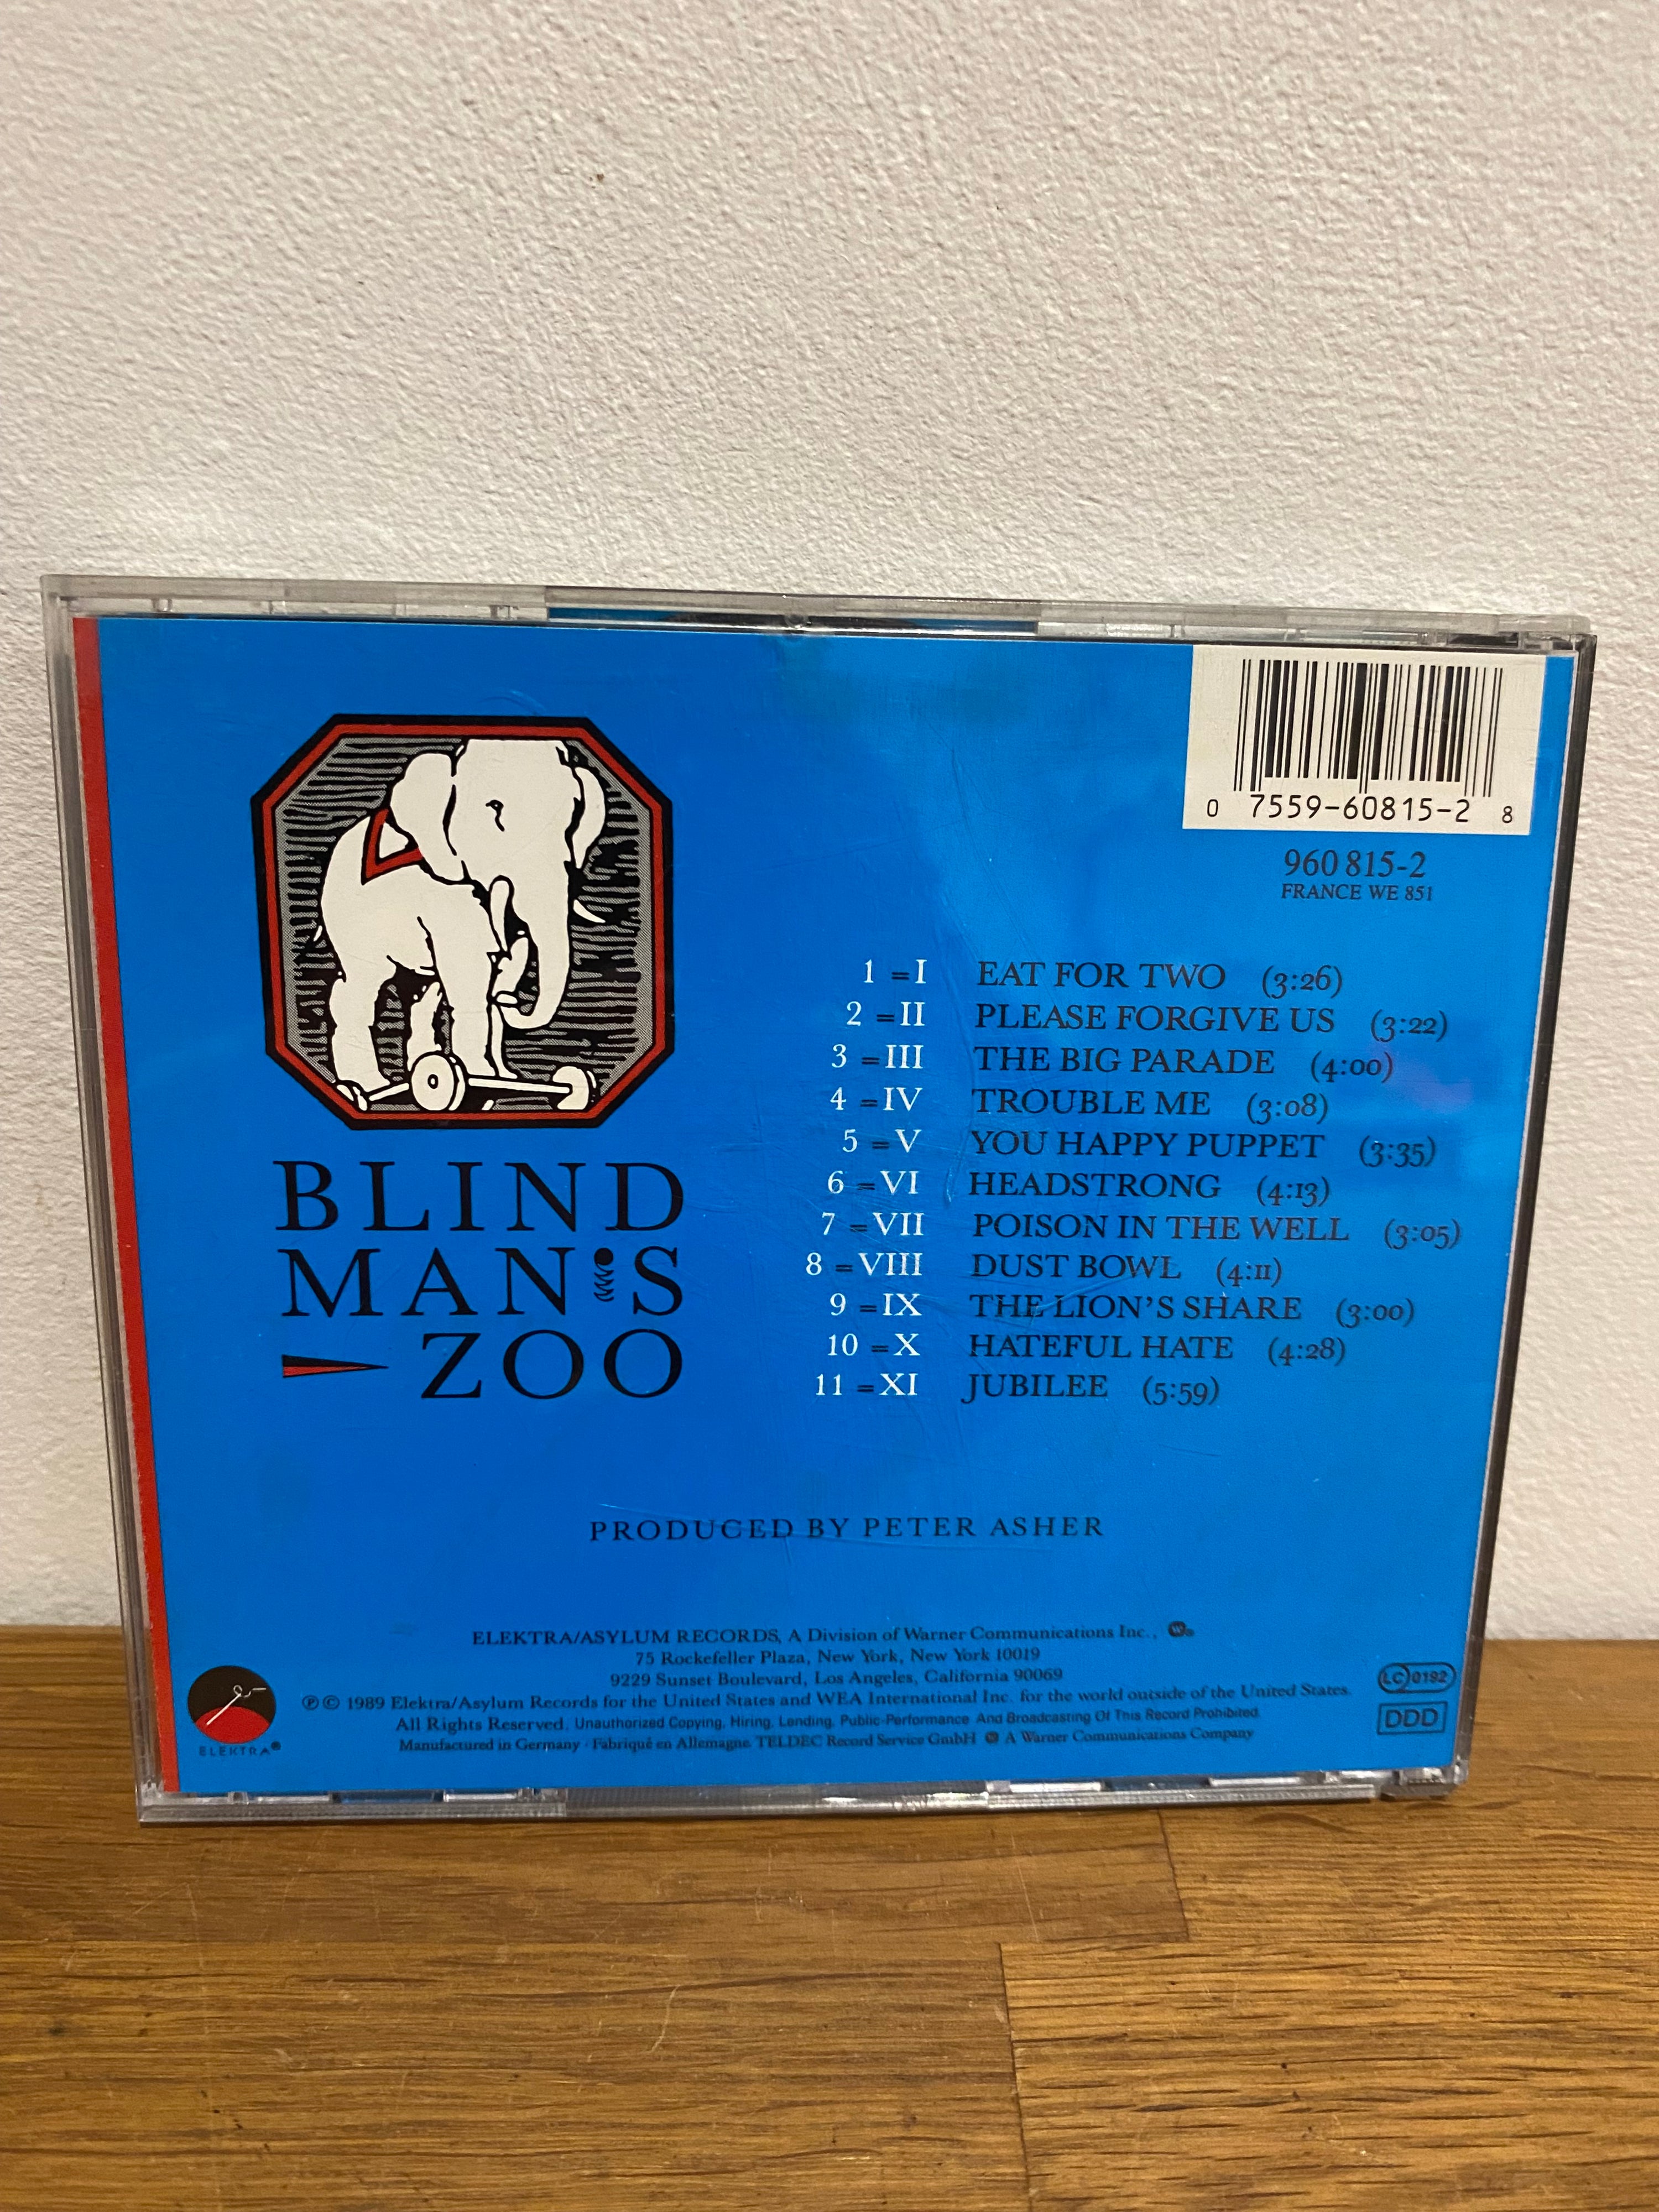 0 7559-60815-2 8
960 815-2
FRANCE WE 851
BLIND
MAN'S
ZOO
1 = I EAT FOR TWO (3:26)
2 = II PLEASE FORGIVE US (3:22)
3 = III THE BIG PARADE (4:00)
4 = IV TROUBLE ME (3:08)
5 = V YOU HAPPY PUPPET (3:35)
6 = VI HEADSTRONG (4:13)
7 = VII POISON IN THE WELL (3:05)
8 = VIII DUST BOWL (4:11)
9 = IX THE LION'S SHARE (3:00)
10 = X HATEFUL HATE (4:28)
11 = XI JUBILEE (5:59)
PRODUCED BY PETER ASHER
ELEKTRA/ASYLUM RECORDS, A Division of Warner Communications Inc.,
75 Rockefeller Plaza, New York, New York 10019
9229 Sunset Boulevard, Los Angeles, California 90069
℗ © 1989 Elektra/Asylum Records for the United States and WEA International Inc. for the world outside of the United States.
All Rights Reserved. Unauthorized Copying, Hiring, Lending, Public Performance And Broadcasting Of This Record Prohibited.
Manufactured in Germany · Fabriqué en Allemagne. TELDEC Record Service GmbH A Warner Communications Company
ELEKTRA®
LC 0192
DDD